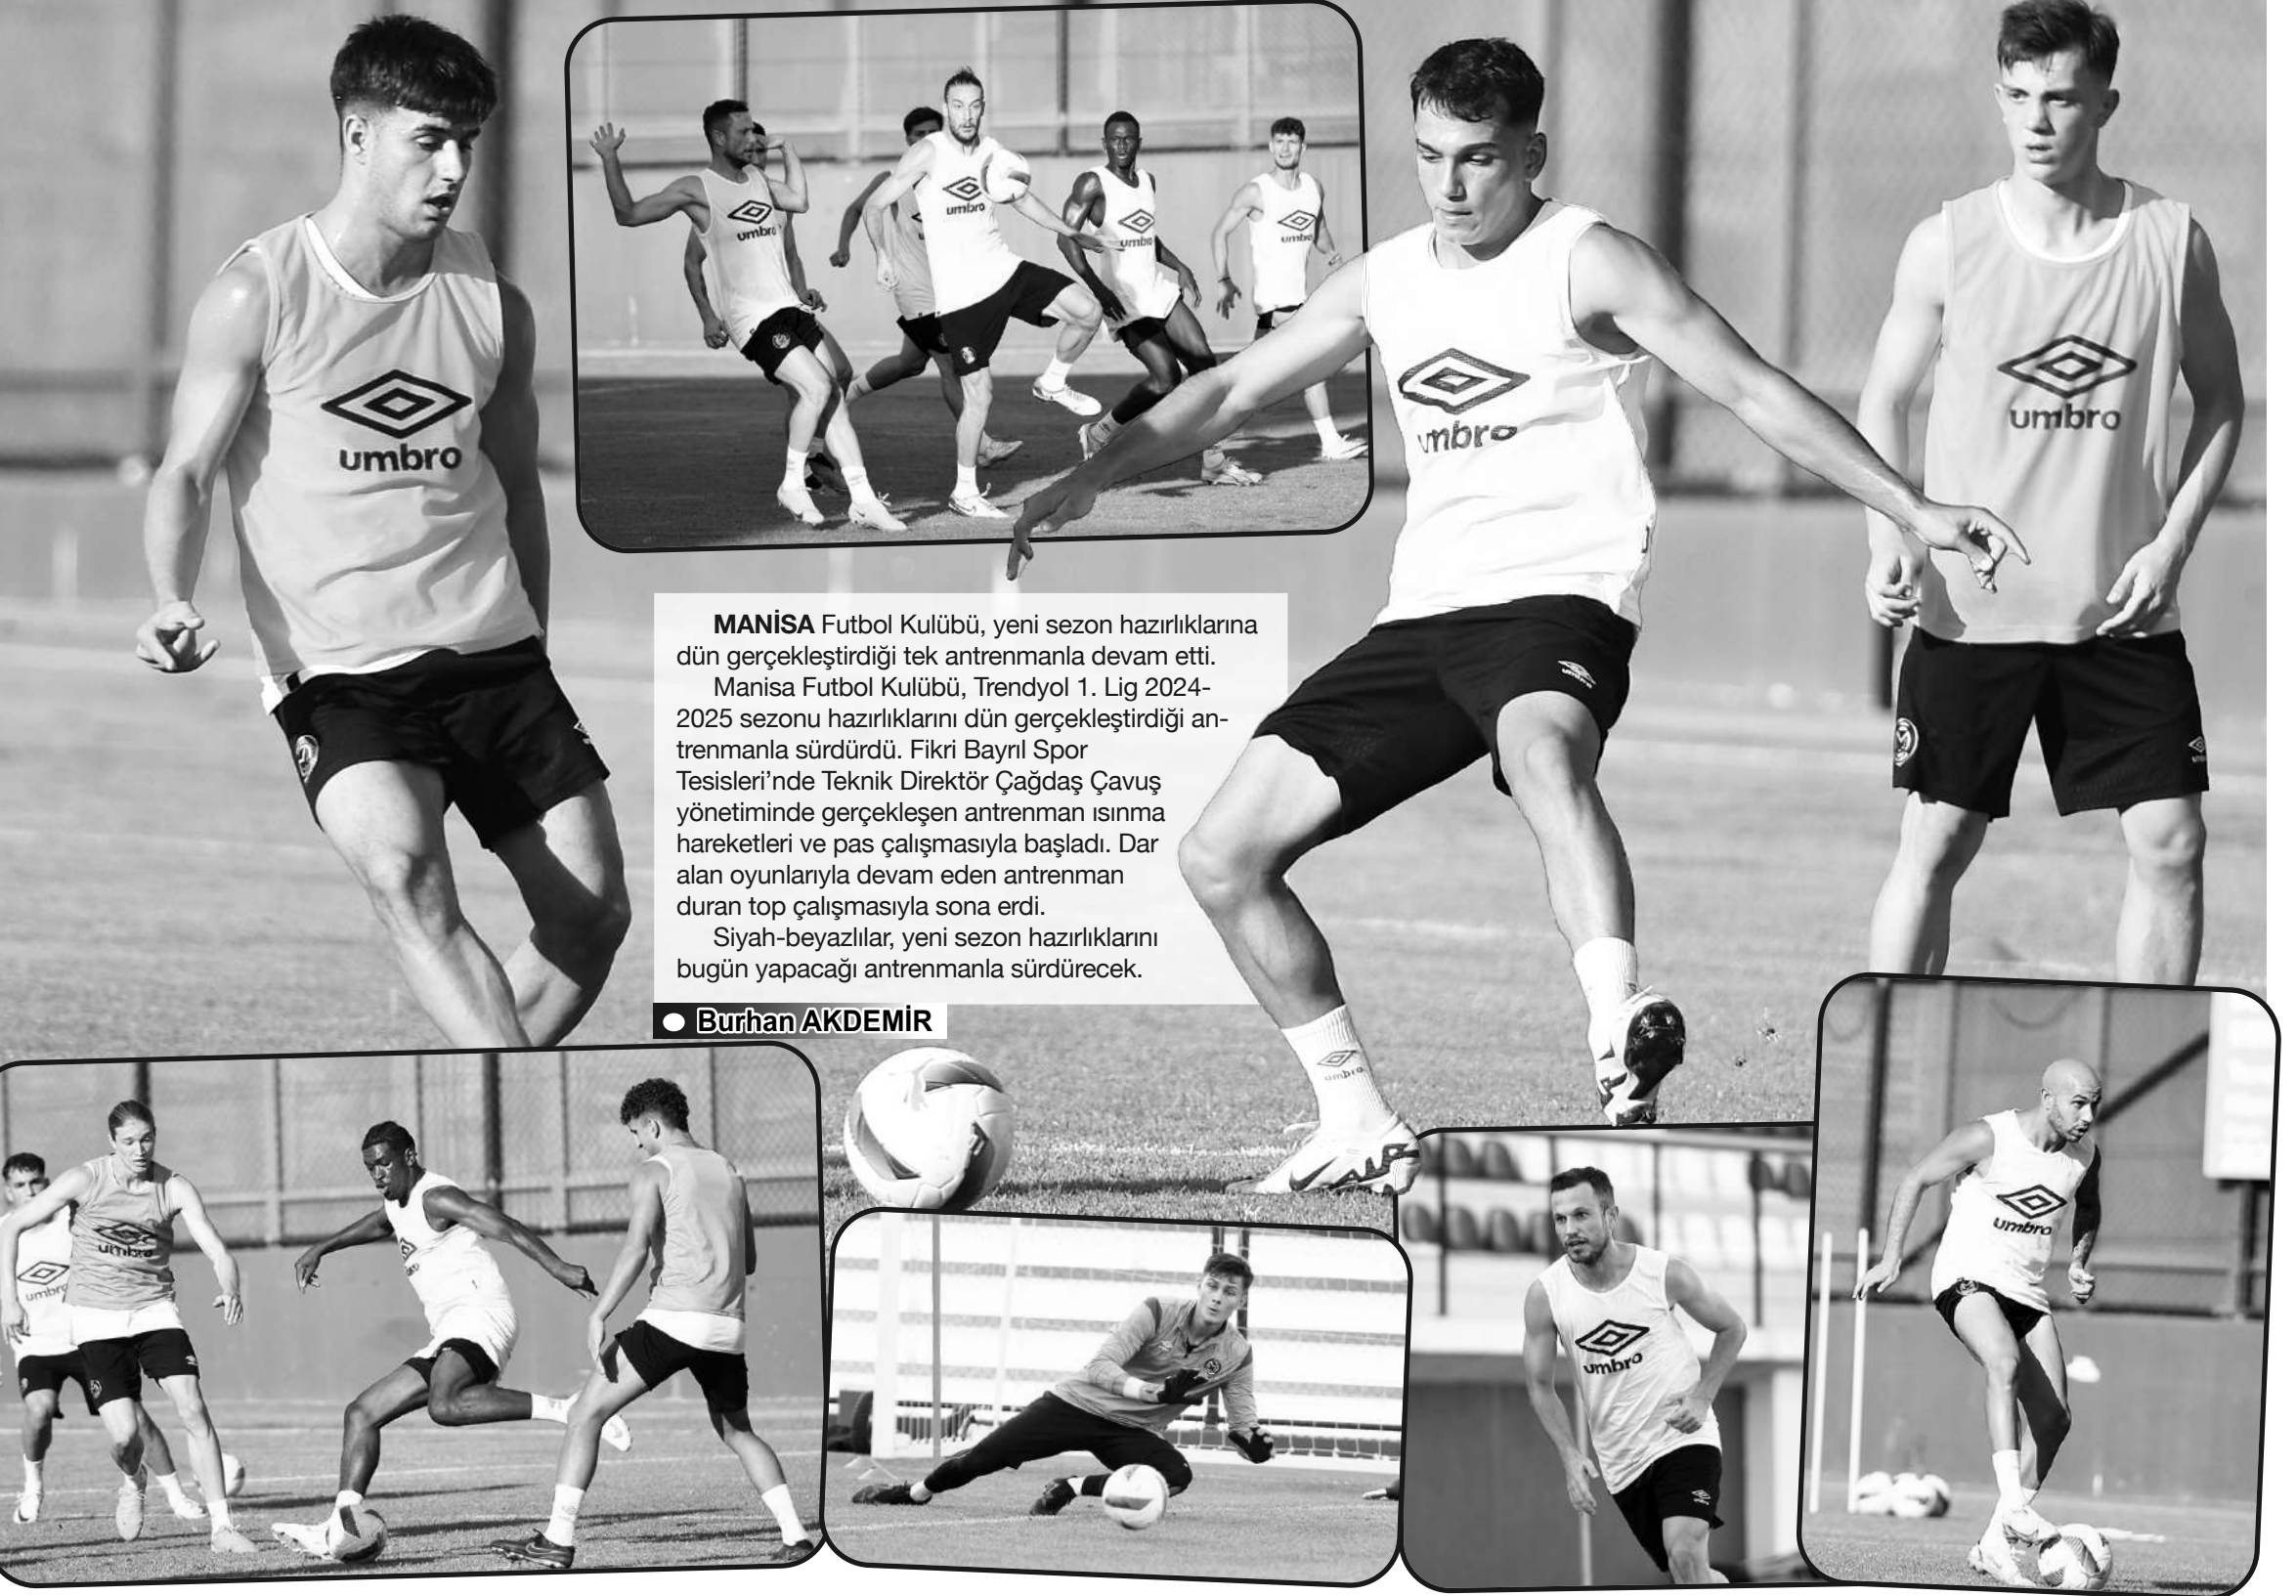 umbro
umbro
umbro
umbro
umbro
umbro
umbro
MANİSA Futbol Kulübü, yeni sezon hazırlıklarına
dün gerçekleştirdiği tek antrenmanla devam etti.
Manisa Futbol Kulübü, Trendyol 1. Lig 2024-
2025 sezonu hazırlıklarını dün gerçekleştirdiği an-
trenmanla sürdürdü. Fikri Bayrıl Spor
Tesisleri’nde Teknik Direktör Çağdaş Çavuş
yönetiminde gerçekleşen antrenman ısınma
hareketleri ve pas çalışmasıyla başladı. Dar
alan oyunlarıyla devam eden antrenman
duran top çalışmasıyla sona erdi.
Siyah-beyazlılar, yeni sezon hazırlıklarını
bugün yapacağı antrenmanla sürdürecek.
Burhan AKDEMİR
umbro
umbro
umbro
umbro
umbro
umbro